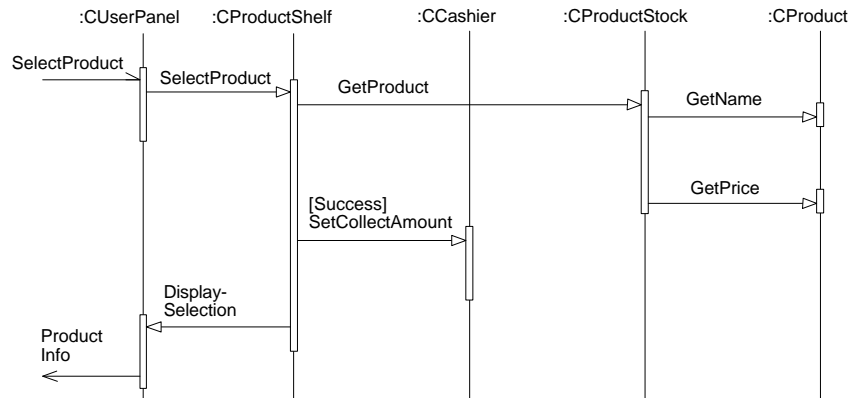 :CUserPanel
:CProductShelf
:CCashier
:CProductStock
:CProduct
SelectProduct
SelectProduct
GetProduct
GetName
GetPrice
[Success]
SetCollectAmount
Display-
Selection
Product
Info